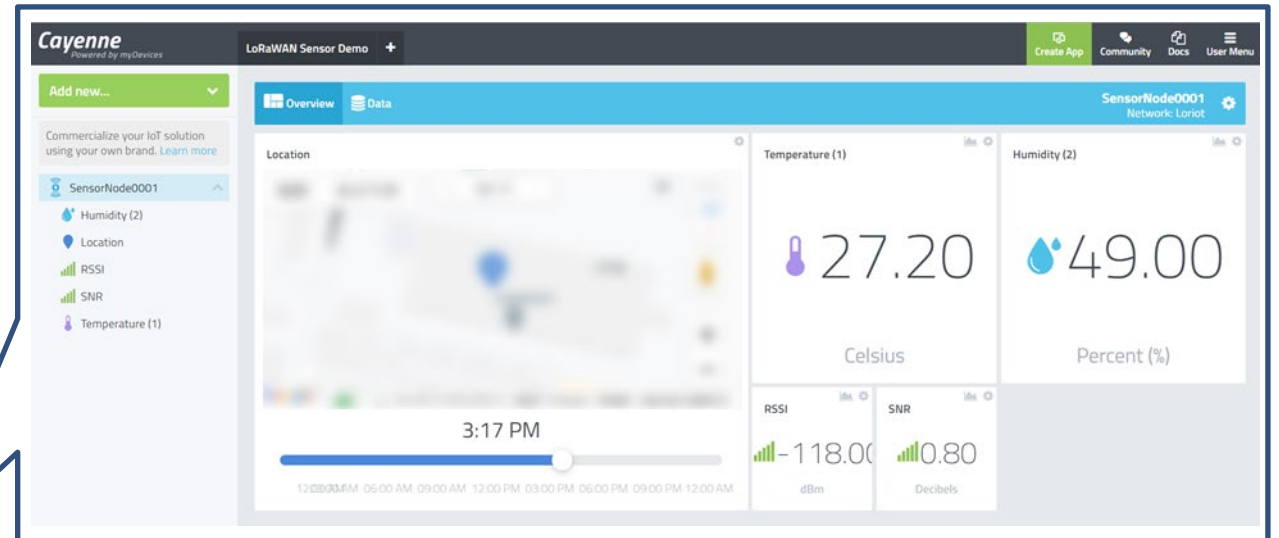 Cayenne
Powered by myDevices
LoRaWAN Sensor Demo +
Create App
Community
Docs
User Menu
Add new...
Commercialize your IoT solution
using your own brand. Learn more
SensorNode0001
Humidity (2)
Location
RSSI
SNR
Temperature (1)
Overview
Data
SensorNode0001
Network: Loriot
Location
3:17 PM
06:00 AM 09:00 AM 12:00 PM 03:00 PM 06:00 PM 09:00 PM 12:00 AM
Temperature (1)
27.20
Celsius
Humidity (2)
49.00
Percent (%)
RSSI
-118.00
dBm
SNR
0.80
Decibels